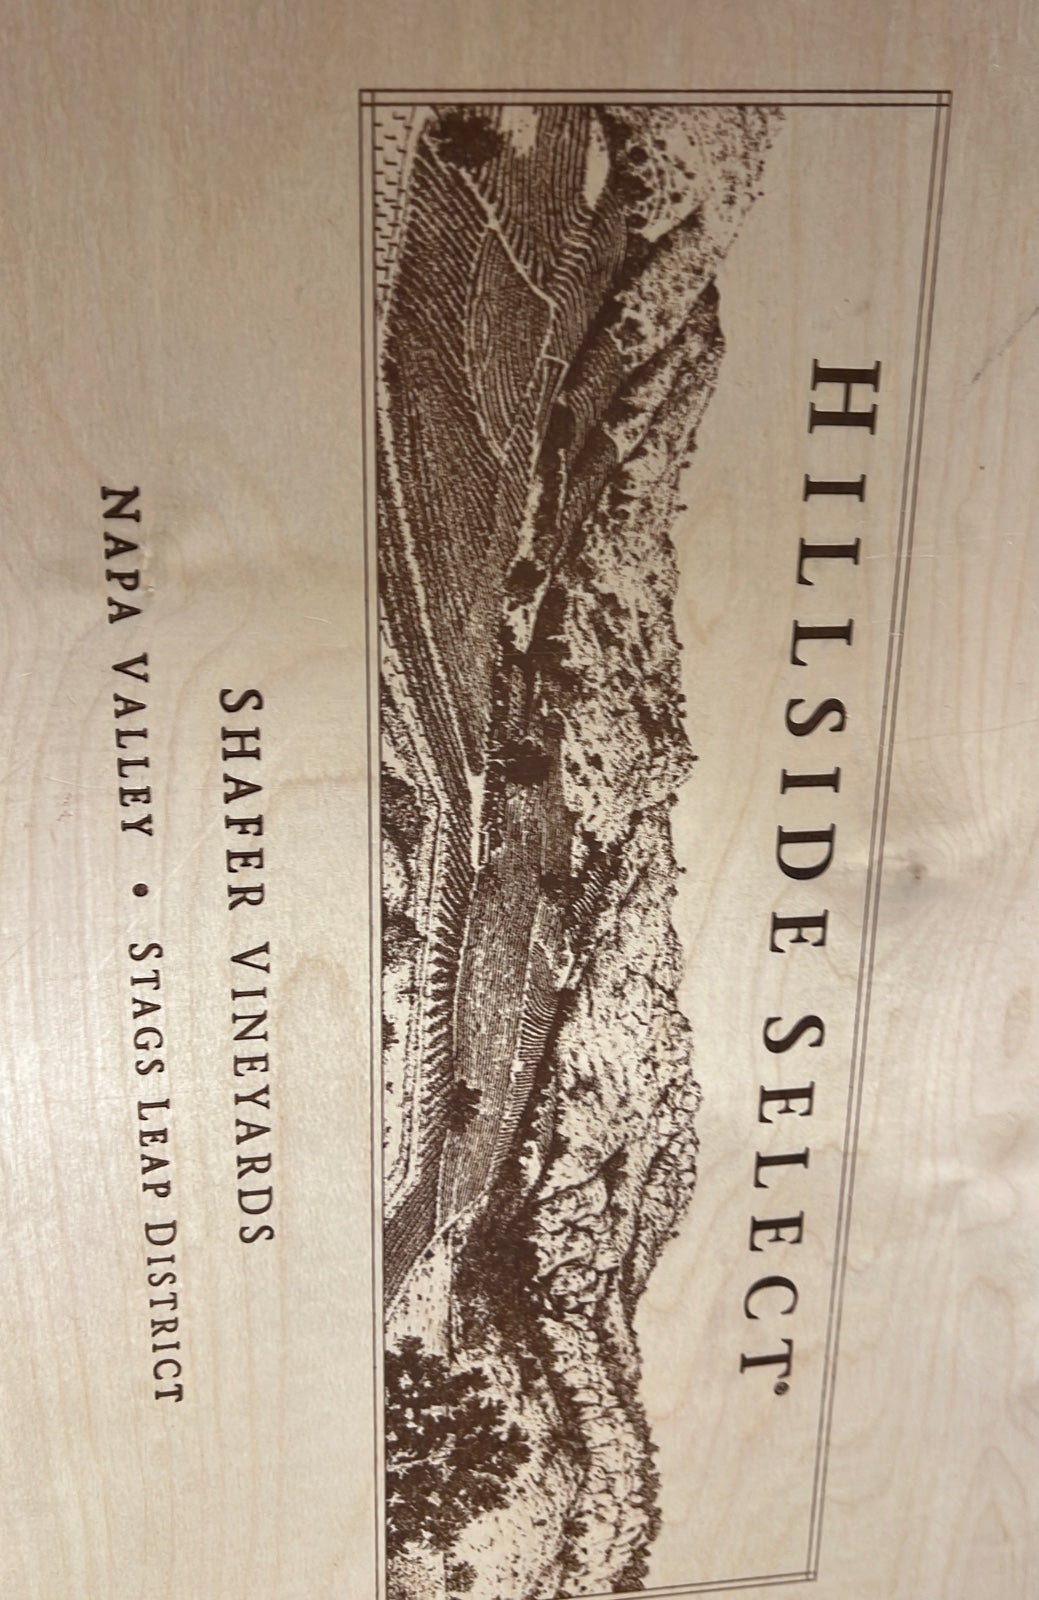 HILLSIDE SELECT®
SHAFER VINEYARDS
NAPA VALLEY • STAGS LEAP DISTRICT